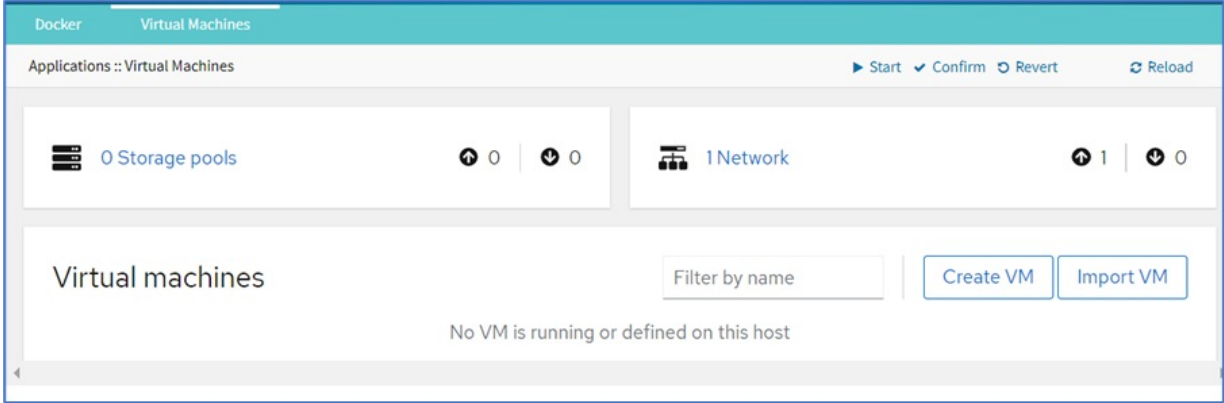 Docker Virtual Machines
Applications :: Virtual Machines Start Confirm Revert Reload
0 Storage pools 0 0 1 Network 1 0
Virtual machines Filter by name Create VM Import VM
No VM is running or defined on this host